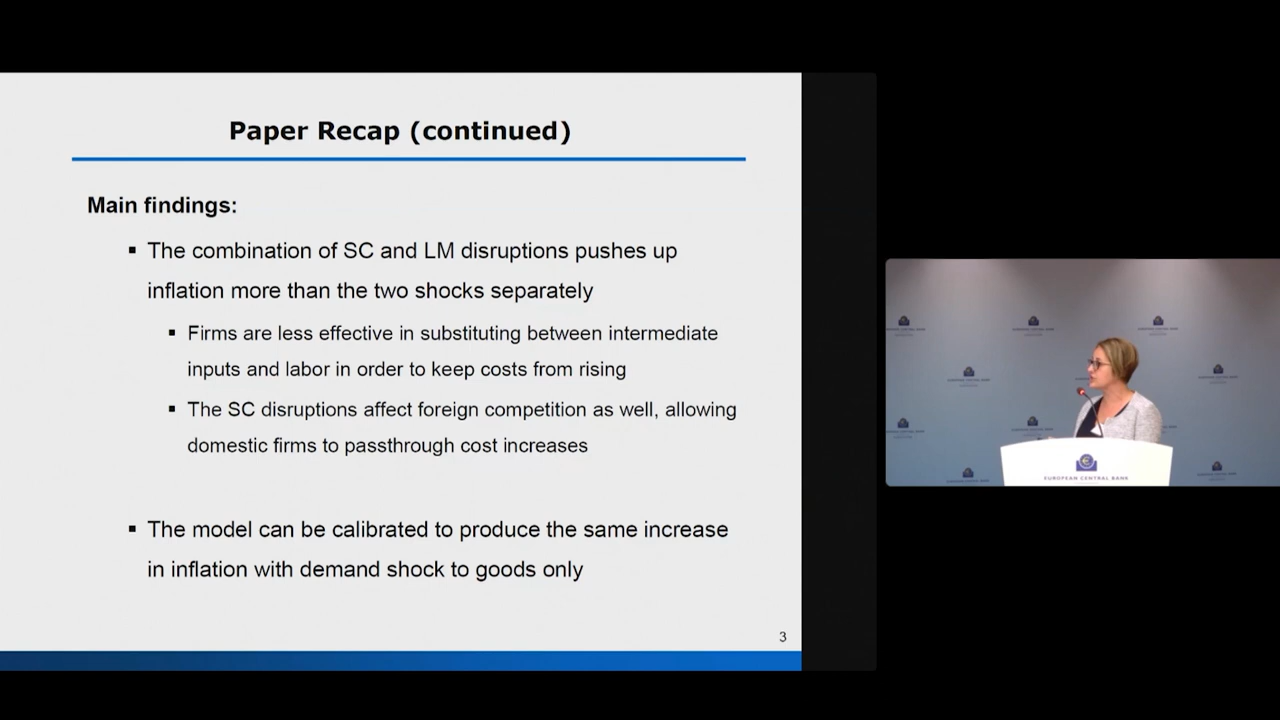 Paper Recap (continued)
Main findings:
▪ The combination of SC and LM disruptions pushes up
inflation more than the two shocks separately
▪ Firms are less effective in substituting between intermediate
inputs and labor in order to keep costs from rising
▪ The SC disruptions affect foreign competition as well, allowing
domestic firms to passthrough cost increases
▪ The model can be calibrated to produce the same increase
in inflation with demand shock to goods only
3
EUROPEAN CENTRAL BANK